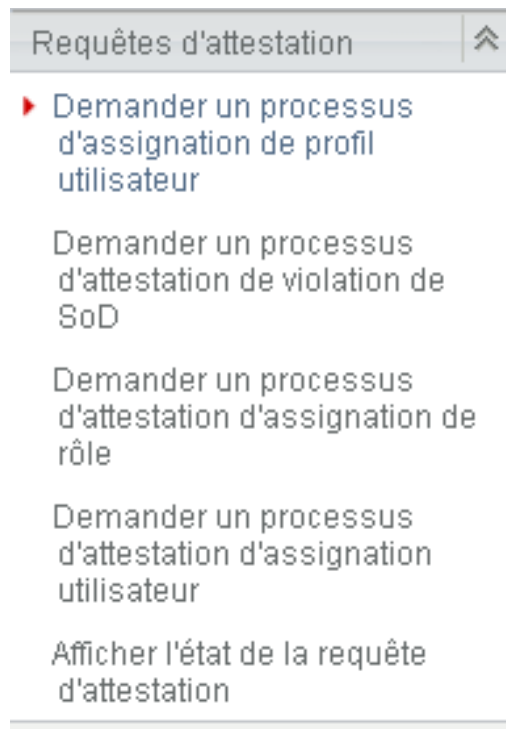 Requêtes d'attestation
Demander un processus
d'assignation de profil
utilisateur
Demander un processus
d'attestation de violation de
SoD
Demander un processus
d'attestation d'assignation de
rôle
Demander un processus
d'attestation d'assignation
utilisateur
Afficher l'état de la requête
d'attestation